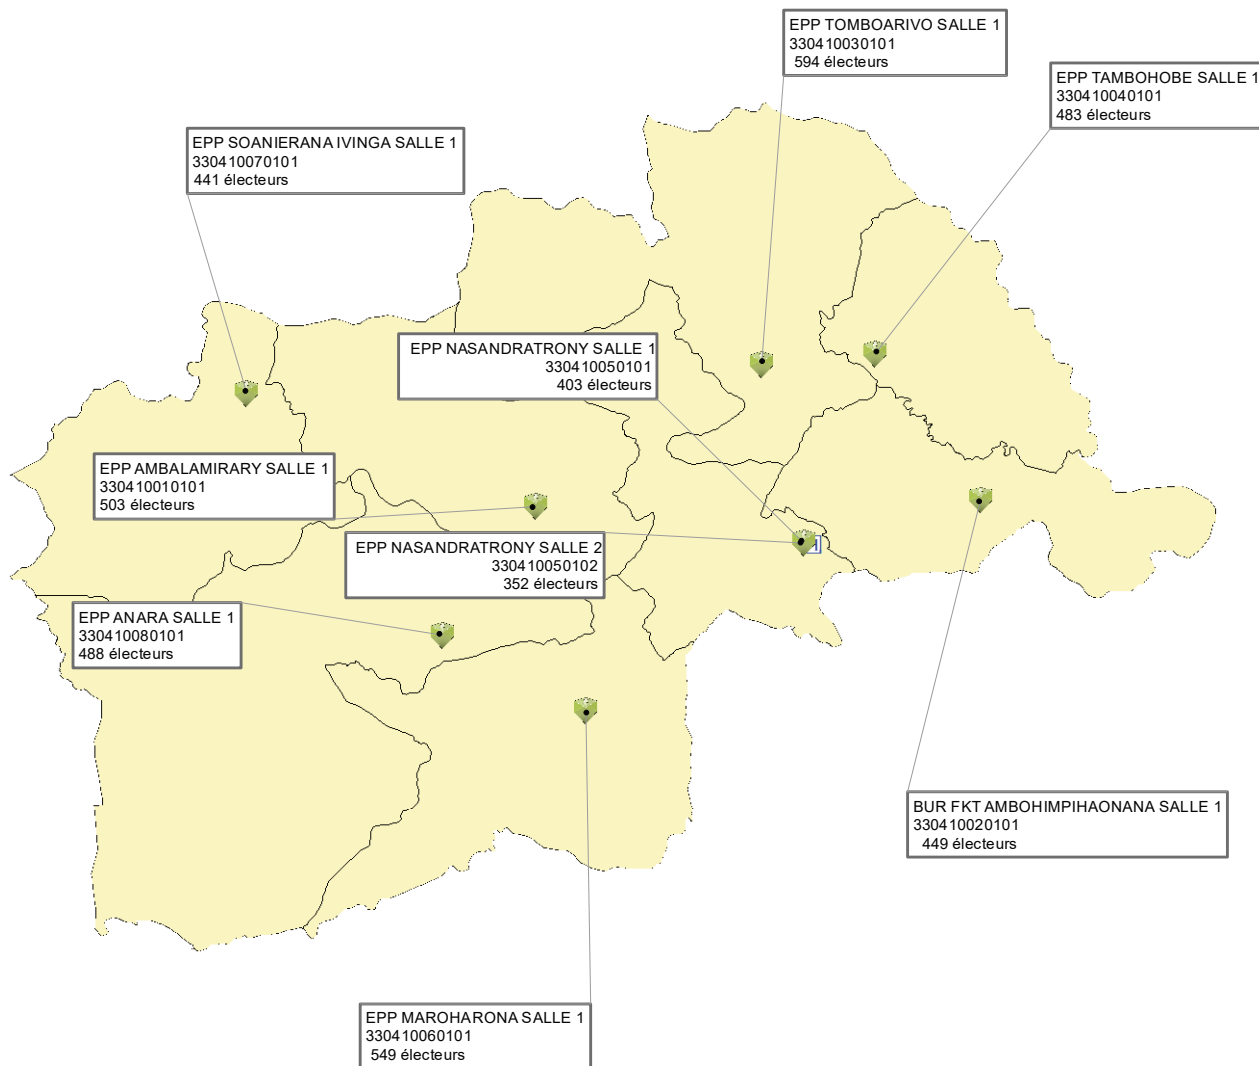 EPP TOMBOARIVO SALLE 1
330410030101
594 électeurs
EPP TAMBOHOBE SALLE 1
330410040101
483 électeurs
EPP SOANIERANA IVINGA SALLE 1
330410070101
441 électeurs
EPP NASANDRATRONY SALLE 1
330410050101
403 électeurs
EPP AMBALAMIRARY SALLE 1
330410010101
503 électeurs
EPP NASANDRATRONY SALLE 2
330410050102
352 électeurs
EPP ANARA SALLE 1
330410080101
488 électeurs
BUR FKT AMBOHIMPIHAONANA SALLE 1
330410020101
449 électeurs
EPP MAROHARONA SALLE 1
330410060101
549 électeurs